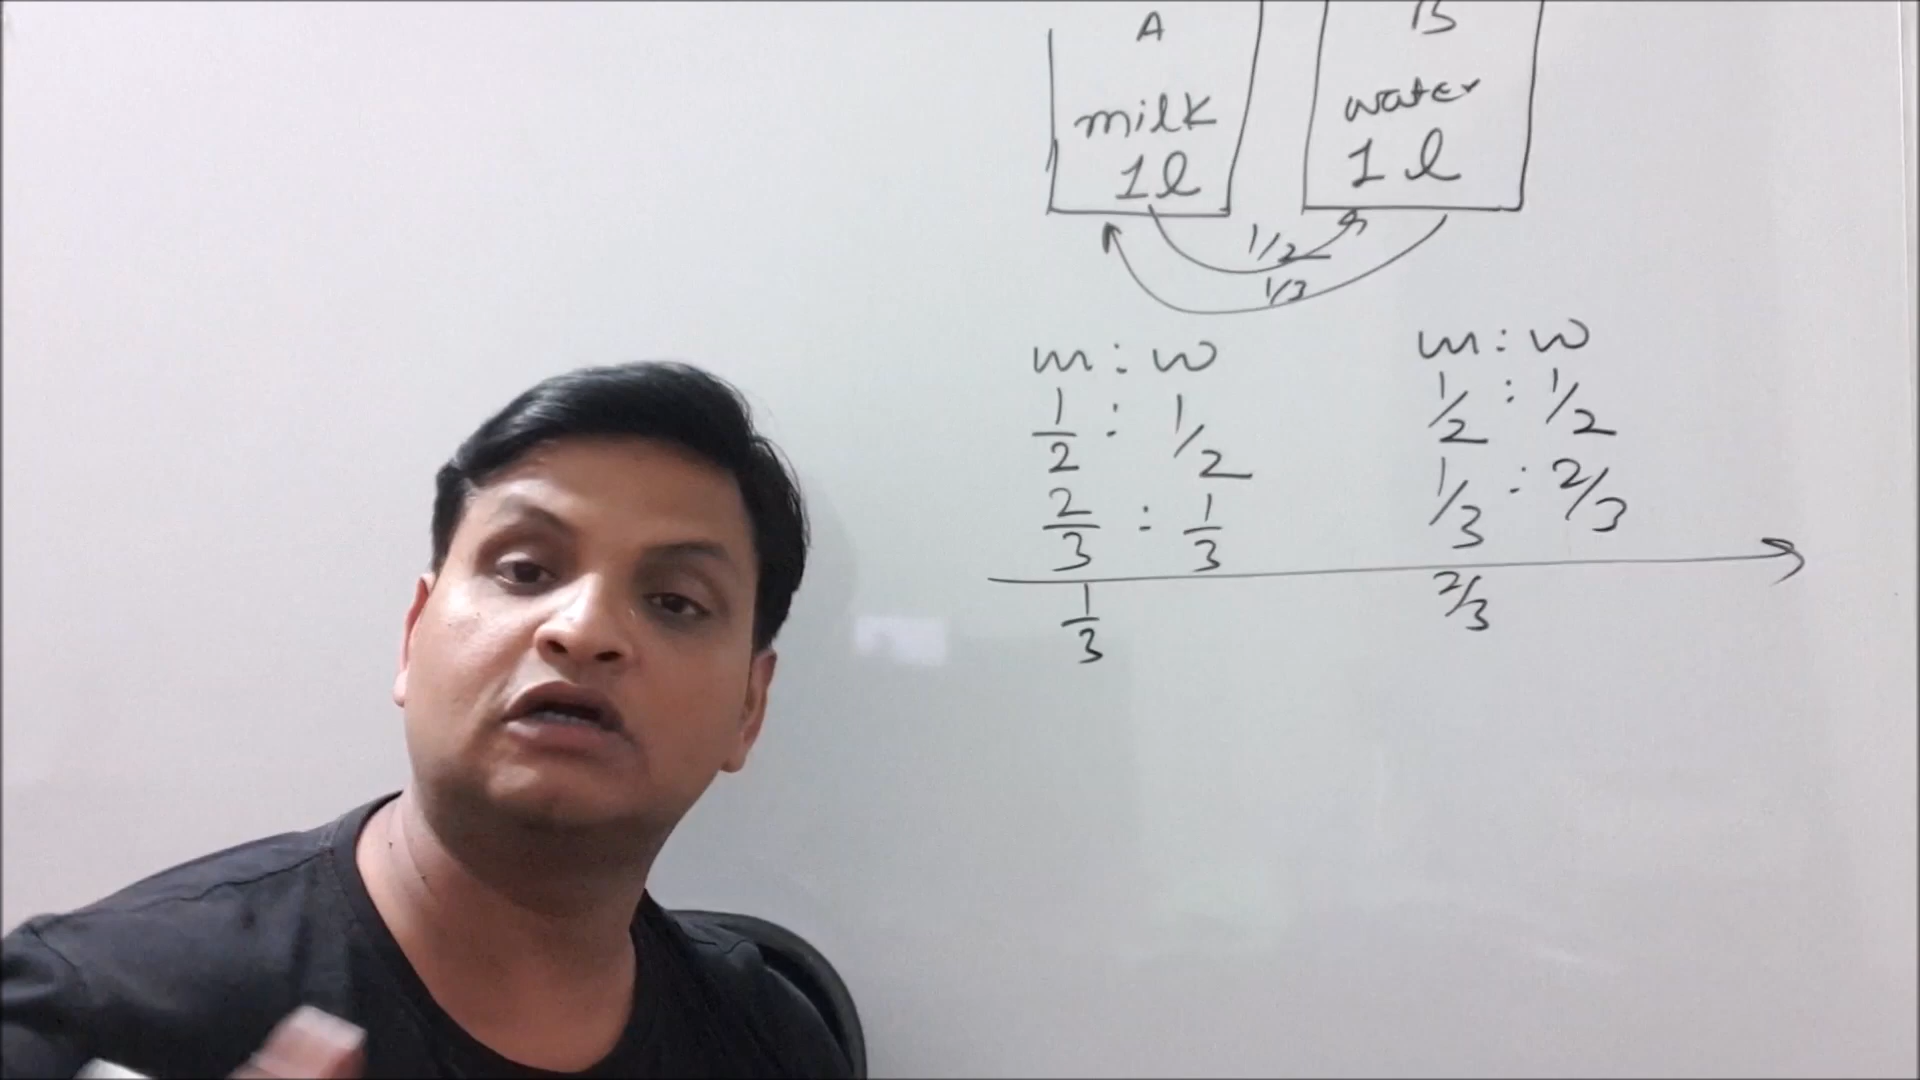 A B
milk water
1l 1l
1/2
1/3
m : w m : w
1/2 : 1/2 1/2 : 1/2
2/3 : 1/3 1/3 : 2/3
1/3 2/3